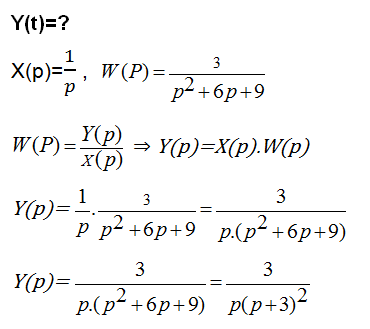 Y(t)=?
X(p)=1/p , W(P)=3/(p²+6p+9)
W(P)=Y(p)/X(p) ⇒ Y(p)=X(p).W(p)
Y(p)=1/p . 3/(p²+6p+9) = 3/(p.(p²+6p+9))
Y(p)=3/(p.(p²+6p+9)) = 3/(p(p+3)²)